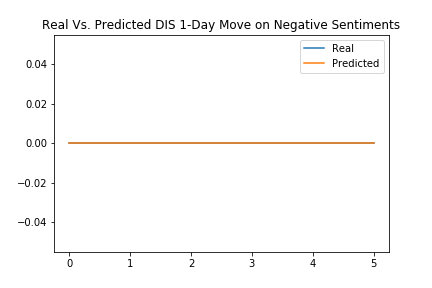 Real Vs. Predicted DIS 1-Day Move on Negative Sentiments
Real
Predicted
0.04
0.02
0.00
−0.02
−0.04
0 1 2 3 4 5